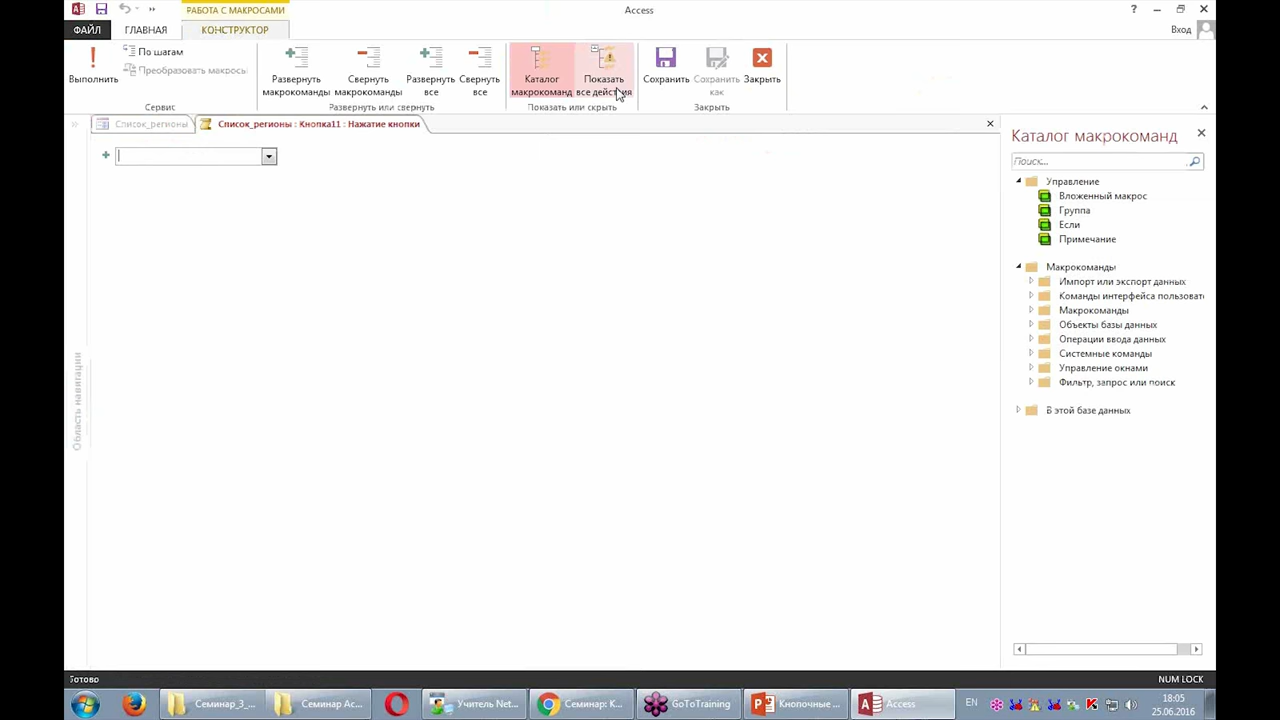 РАБОТА С МАКРОСАМИ
Access
ФАЙЛ
ГЛАВНАЯ
КОНСТРУКТОР
Вход
Выполнить
По шагам
Преобразовать макросы
Сервис
Развернуть макрокоманды
Свернуть макрокоманды
Развернуть все
Свернуть все
Развернуть или свернуть
Каталог макрокоманд
Показать все действия
Показать или скрыть
Сохранить
Сохранить как
Закрыть
Закрыть
Список_регионы
Список_регионы : Кнопка11 : Нажатие кнопки
Область навигации
Каталог макрокоманд
Поиск...
Управление
Вложенный макрос
Группа
Если
Примечание
Макрокоманды
Импорт или экспорт данных
Команды интерфейса пользоват
Макрокоманды
Объекты базы данных
Операции ввода данных
Системные команды
Управление окнами
Фильтр, запрос или поиск
В этой базе данных
Готово
NUM LOCK
Семинар_3_...
Семинар Ac...
Учитель Net...
Семинар: К...
GoToTraining
Кнопочные ...
Access
EN
18:05
25.06.2016